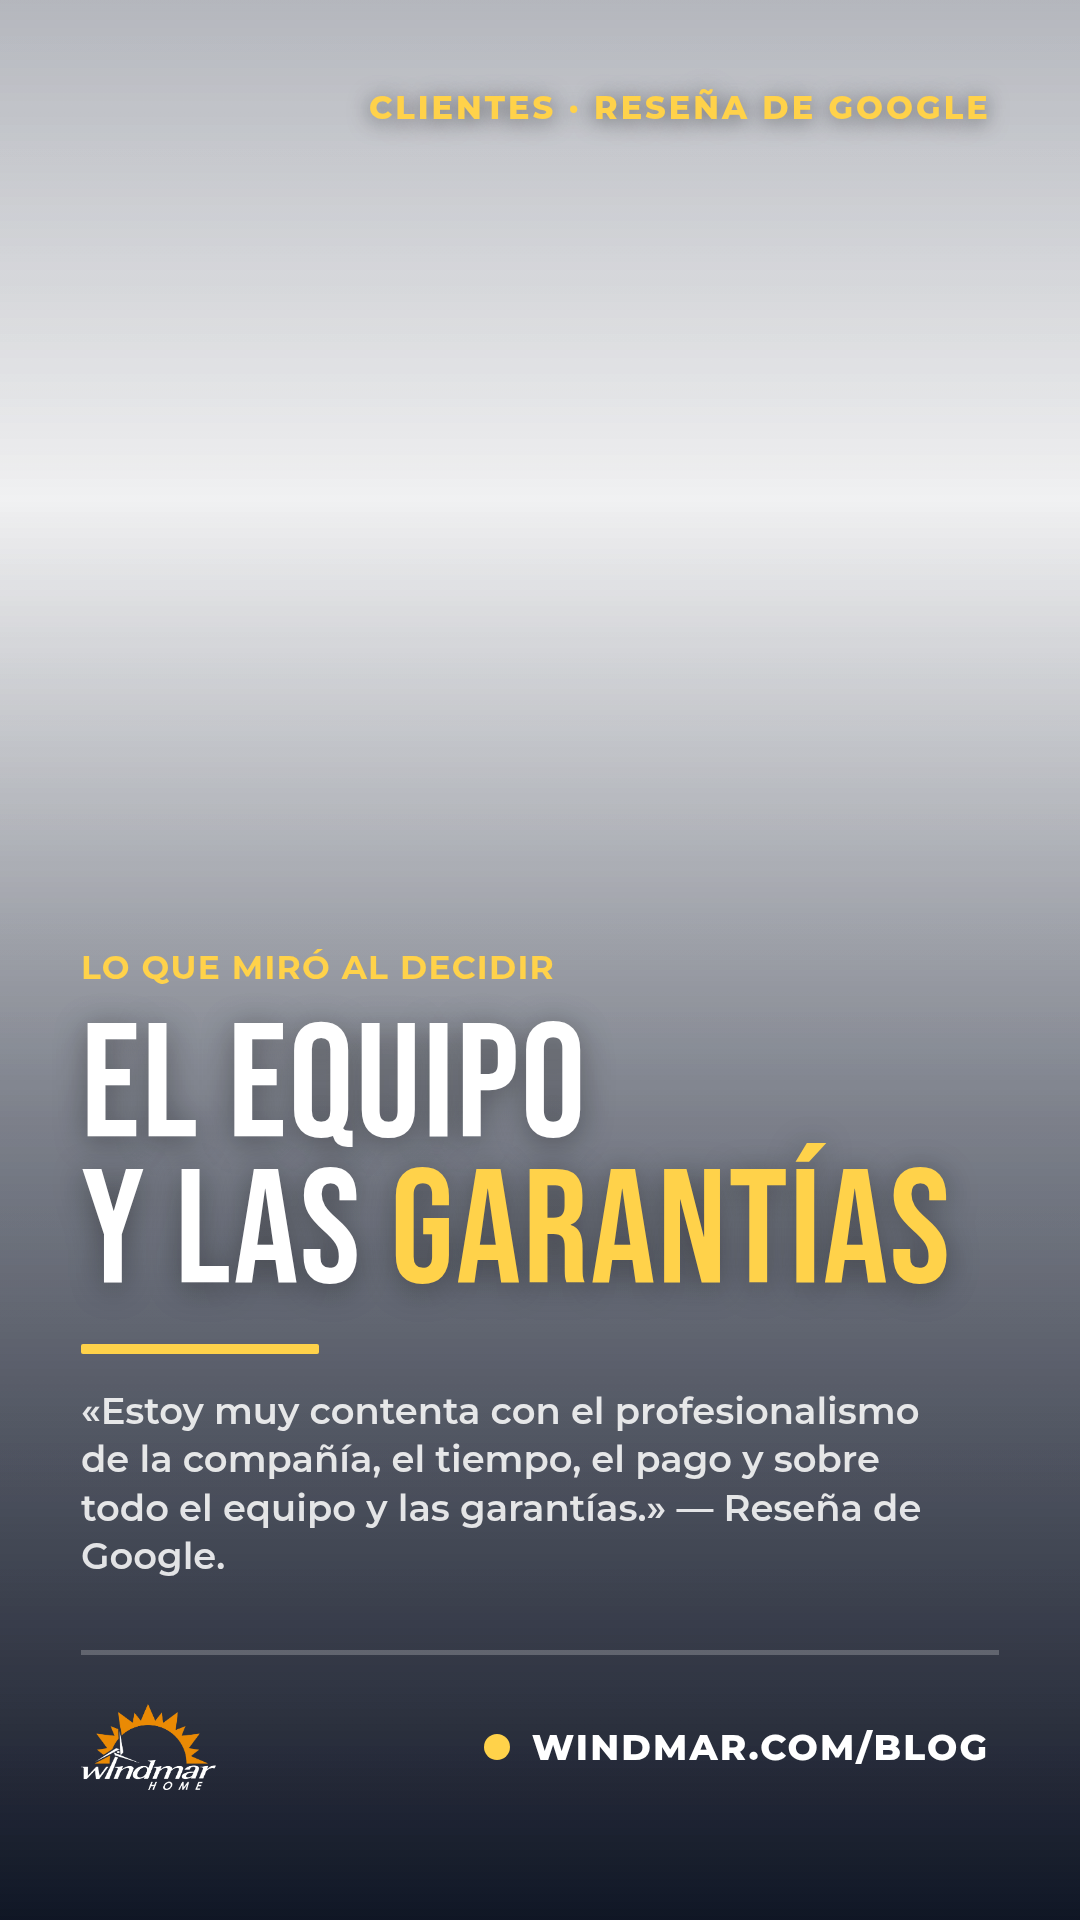 CLIENTES · RESEÑA DE GOOGLE
LO QUE MIRÓ AL DECIDIR
EL EQUIPO
Y LAS GARANTÍAS
«Estoy muy contenta con el profesionalismo
de la compañía, el tiempo, el pago y sobre
todo el equipo y las garantías.» — Reseña de
Google.
windmar
HOME
WINDMAR.COM/BLOG